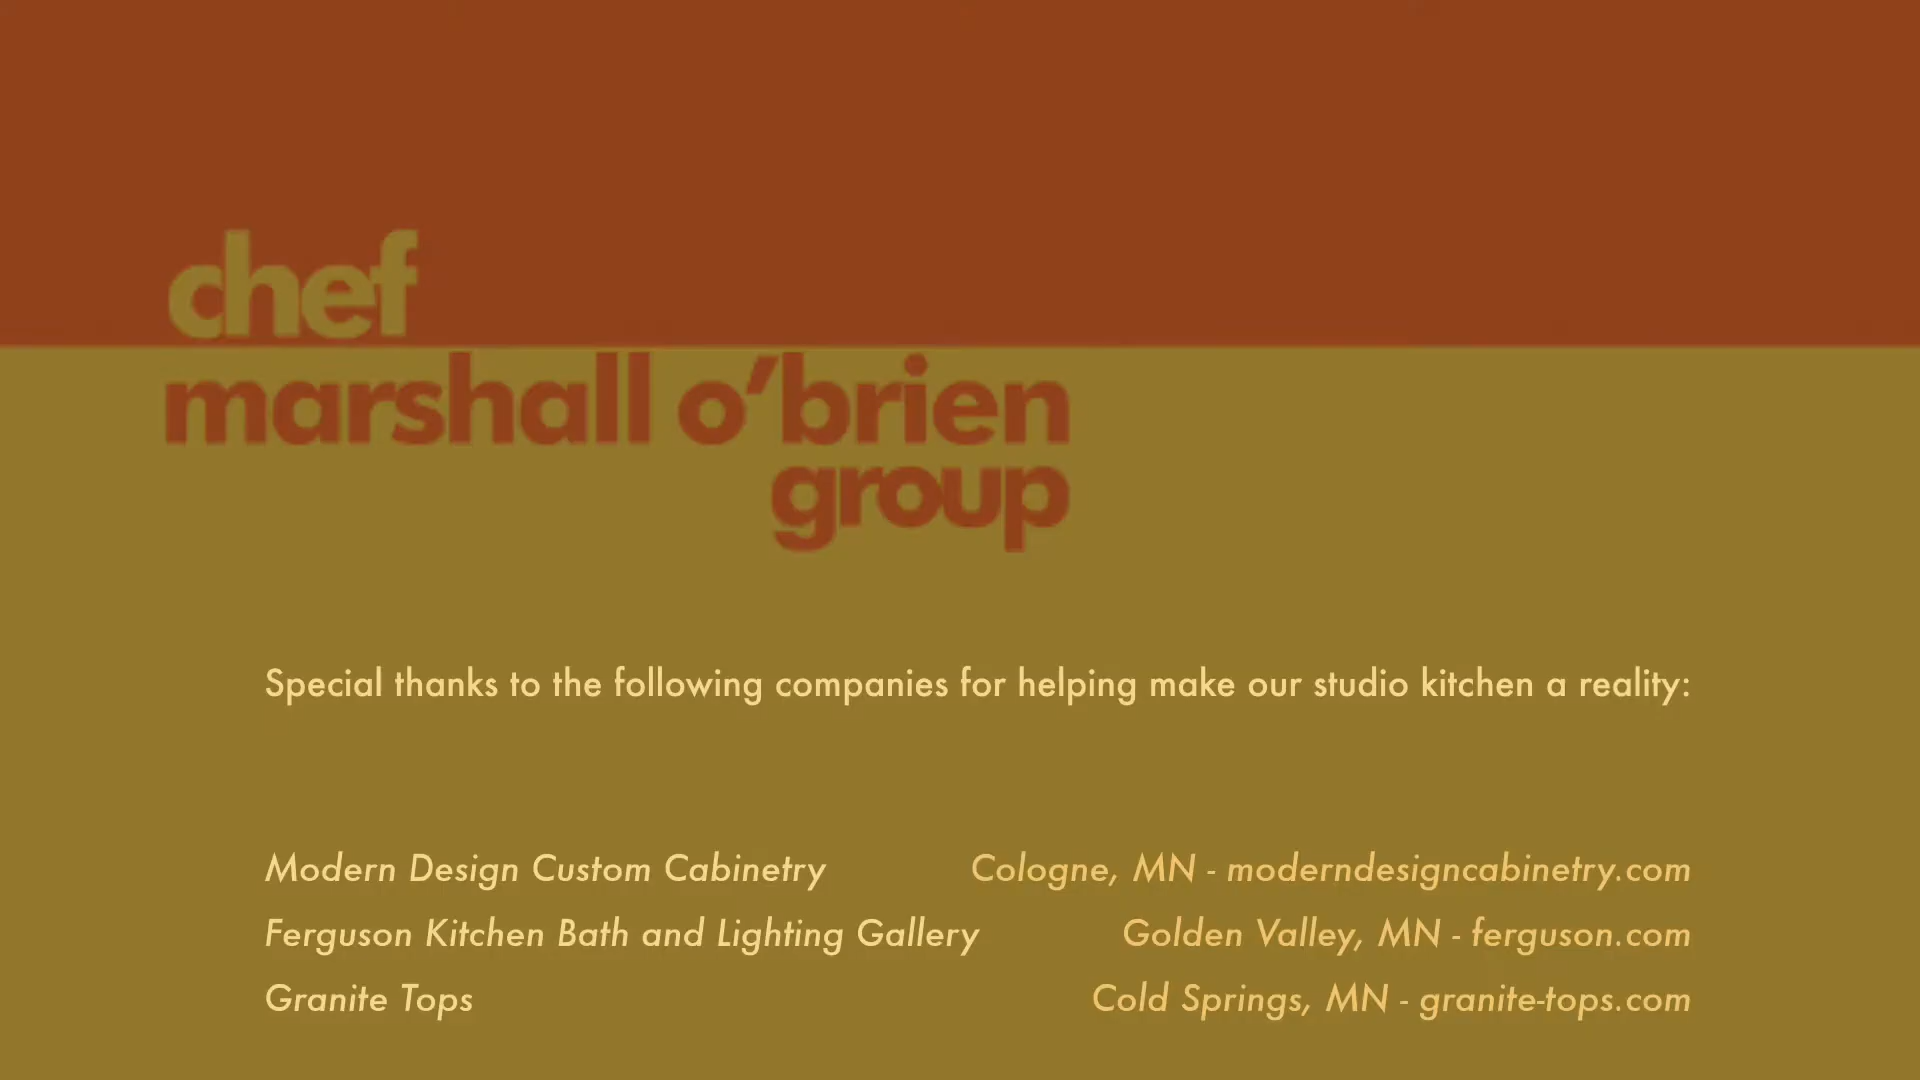 chef
marshall o'brien
group
Special thanks to the following companies for helping make our studio kitchen a reality:
Modern Design Custom Cabinetry Cologne, MN - moderndesigncabinetry.com
Ferguson Kitchen Bath and Lighting Gallery Golden Valley, MN - ferguson.com
Granite Tops Cold Springs, MN - granite-tops.com